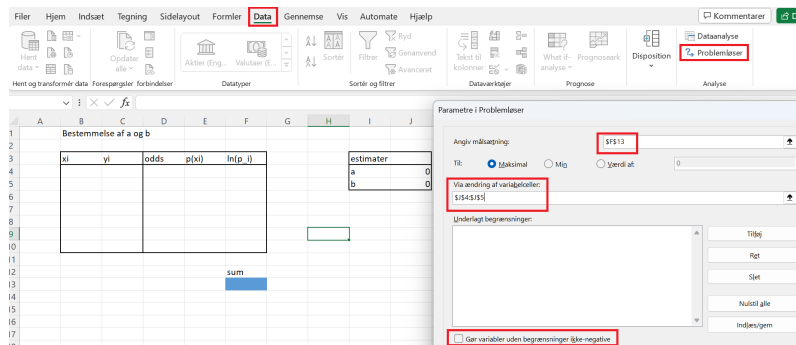 Filer Hjem Indsæt Tegning Sidelayout Formler Data Gennemse Vis Automate Hjælp Kommentarer
Hent data Opdater alle Aktier (Eng... Valutaer (E... Sortér Filtrer Ryd Genanvend Avanceret Tekst til kolonner What if-analyse Prognoseark Disposition Dataanalyse Problemløser
Hent og transformér data Forespørgsler forbindelser Datatyper Sortér og filtrer Dataværktøjer Prognose Analyse
fx
A B C D E F G H I J
1 Bestemmelse af a og b
2
3 xi yi odds p(xi) ln(p_i) estimater
4 a 0
5 b 0
6
7
8
9
10
11
12 sum
13
14
15
16
17
Parametre i Problemløser
Angiv målsætning: $F$13
Til: Maksimal Min Værdi af: 0
Via ændring af variabelceller:
$J$4:$J$5
Underlagt begrænsninger:
Tilføj
Ret
Slet
Nulstil alle
Indlæs/gem
Gør variabler uden begrænsninger ikke-negative